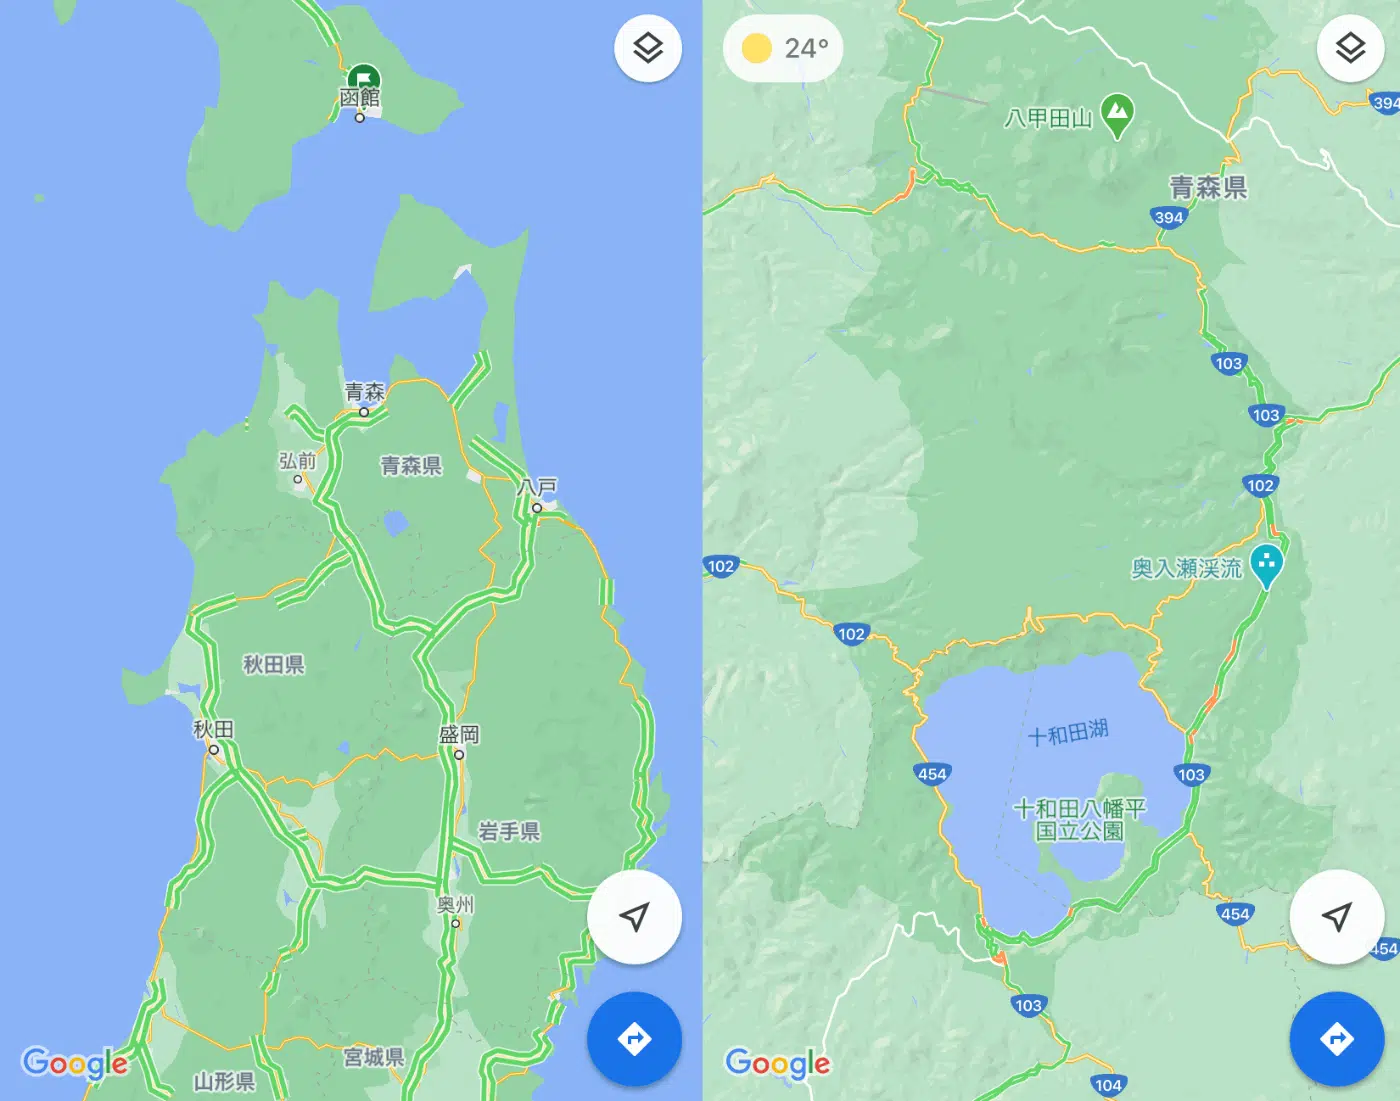 函館
青森
弘前
青森県
八戸
秋田県
秋田
盛岡
岩手県
奥州
宮城県
山形県
Google
24°
394
八甲田山
青森県
394
103
103
102
奥入瀬渓流
102
102
十和田湖
454
103
十和田八幡平
国立公園
454
454
103
104
Google